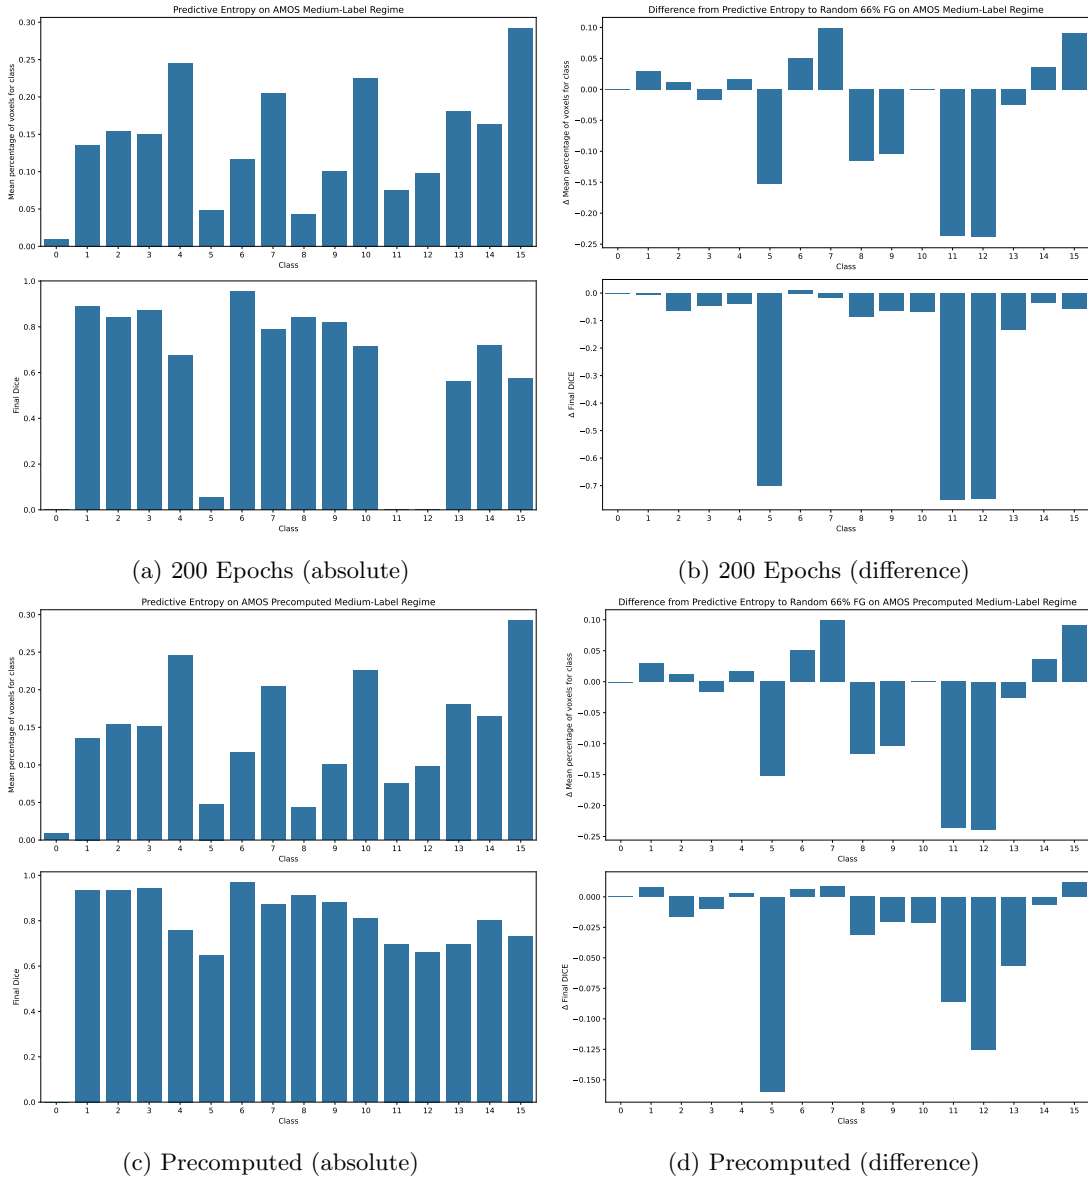 Predictive Entropy on AMOS Medium-Label Regime
Mean percentage of voxels for class
0.30
0.25
0.20
0.15
0.10
0.05
0.00
0 1 2 3 4 5 6 7 8 9 10 11 12 13 14 15
Class
Final Dice
1.0
0.8
0.6
0.4
0.2
0.0
0 1 2 3 4 5 6 7 8 9 10 11 12 13 14 15
Class
(a) 200 Epochs (absolute)
Difference from Predictive Entropy to Random 66% FG on AMOS Medium-Label Regime
Δ Mean percentage of voxels for class
0.10
0.05
0.00
−0.05
−0.10
−0.15
−0.20
−0.25
0 1 2 3 4 5 6 7 8 9 10 11 12 13 14 15
Class
Δ Final DICE
0.0
−0.1
−0.2
−0.3
−0.4
−0.5
−0.6
−0.7
0 1 2 3 4 5 6 7 8 9 10 11 12 13 14 15
Class
(b) 200 Epochs (difference)
Predictive Entropy on AMOS Precomputed Medium-Label Regime
Mean percentage of voxels for class
0.30
0.25
0.20
0.15
0.10
0.05
0.00
0 1 2 3 4 5 6 7 8 9 10 11 12 13 14 15
Class
Final Dice
1.0
0.8
0.6
0.4
0.2
0.0
0 1 2 3 4 5 6 7 8 9 10 11 12 13 14 15
Class
(c) Precomputed (absolute)
Difference from Predictive Entropy to Random 66% FG on AMOS Precomputed Medium-Label Regime
Δ Mean percentage of voxels for class
0.10
0.05
0.00
−0.05
−0.10
−0.15
−0.20
−0.25
0 1 2 3 4 5 6 7 8 9 10 11 12 13 14 15
Class
Δ Final DICE
0.000
−0.025
−0.050
−0.075
−0.100
−0.125
−0.150
0 1 2 3 4 5 6 7 8 9 10 11 12 13 14 15
Class
(d) Precomputed (difference)